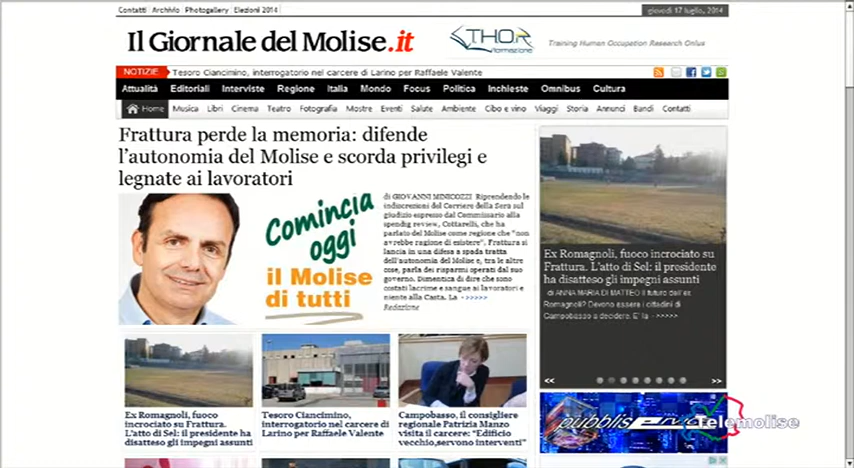 Contatti Archivio Photogallery Elezioni 2014
giovedì 17 luglio, 2014
Il Giornale del Molise.it
THOR
formazione
Training Human Occupation Research Onlus
NOTIZIE
Tesoro Ciancimino, interrogatorio nel carcere di Larino per Raffaele Valente
Attualità Editoriali Interviste Regione Italia Mondo Focus Politica Inchieste Omnibus Cultura
Home Musica Libri Cinema Teatro Fotografia Mostre Eventi Salute Ambiente Cibo e vino Viaggi Storia Annunci Bandi Contatti
Frattura perde la memoria: difende
l'autonomia del Molise e scorda privilegi e
legnate ai lavoratori
Comincia
oggi
il Molise
di tutti
di GIOVANNI MINICOZZI Riprendendo le
indiscrezioni del Corriere della Sera sul
giudizio espresso dal Commissario alla
spendig review, Cottarelli, che ha
parlato del Molise come regione che "non
avrebbe ragione di esistere", Frattura si
lancia in una difesa a spada tratta
dell'autonomia del Molise e, tra le altre
cose, parla dei risparmi operati dal suo
governo. Dimentica di dire che sono
costati lacrime e sangue ai lavoratori e
niente alla Casta. La ->>>>>>
Redazione
Ex Romagnoli, fuoco incrociato su
Frattura. L'atto di Sel: il presidente
ha disatteso gli impegni assunti
di ANNA MARIA DI MATTEO Il futuro dell'ex
Romagnoli? Devono essere i cittadini di
Campobasso a decidere. E' la ->>>>>
<< >>
Ex Romagnoli, fuoco
incrociato su Frattura.
L'atto di Sel: il presidente
ha disatteso gli impegni assunti
Tesoro Ciancimino,
interrogatorio nel carcere di
Larino per Raffaele Valente
Campobasso, il consigliere
regionale Patrizia Manzo
visita il carcere: "Edificio
vecchio,servono interventi"
Telemolise